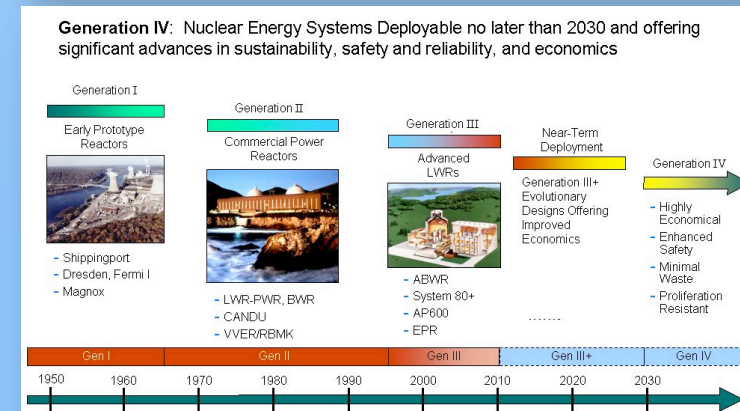 Generation IV: Nuclear Energy Systems Deployable no later than 2030 and offering
significant advances in sustainability, safety and reliability, and economics
Generation I
Early Prototype
Reactors
- Shippingport
- Dresden, Fermi I
- Magnox
Generation II
Commercial Power
Reactors
- LWR-PWR, BWR
- CANDU
- VVER/RBMK
Generation III
Advanced
LWRs
- ABWR
- System 80+
- AP600
- EPR
Near-Term
Deployment
Generation III+
Evolutionary
Designs Offering
Improved
Economics
.......
Generation IV
- Highly
Economical
- Enhanced
Safety
- Minimal
Waste
- Proliferation
Resistant
Gen I Gen II Gen III Gen III+ Gen IV
1950 1960 1970 1980 1990 2000 2010 2020 2030